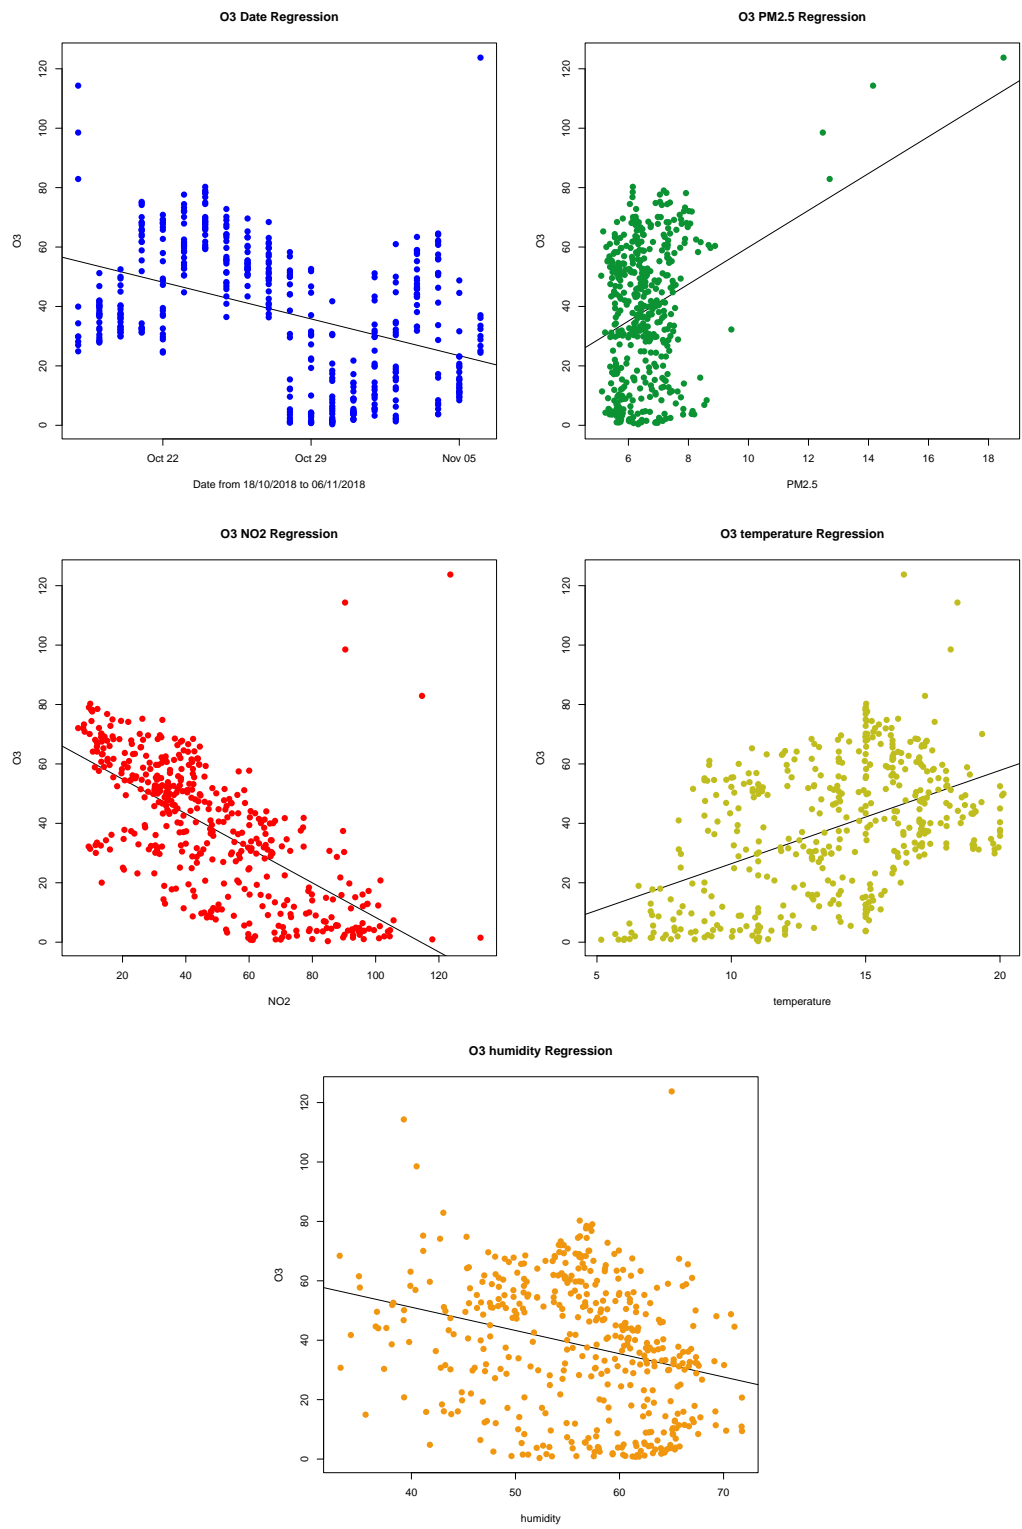 O3 Date Regression
O3
0 20 40 60 80 100 120
Oct 22 Oct 29 Nov 05
Date from 18/10/2018 to 06/11/2018
O3 PM2.5 Regression
O3
0 20 40 60 80 100 120
6 8 10 12 14 16 18
PM2.5
O3 NO2 Regression
O3
0 20 40 60 80 100 120
20 40 60 80 100 120
NO2
O3 temperature Regression
O3
0 20 40 60 80 100 120
5 10 15 20
temperature
O3 humidity Regression
O3
0 20 40 60 80 100 120
40 50 60 70
humidity